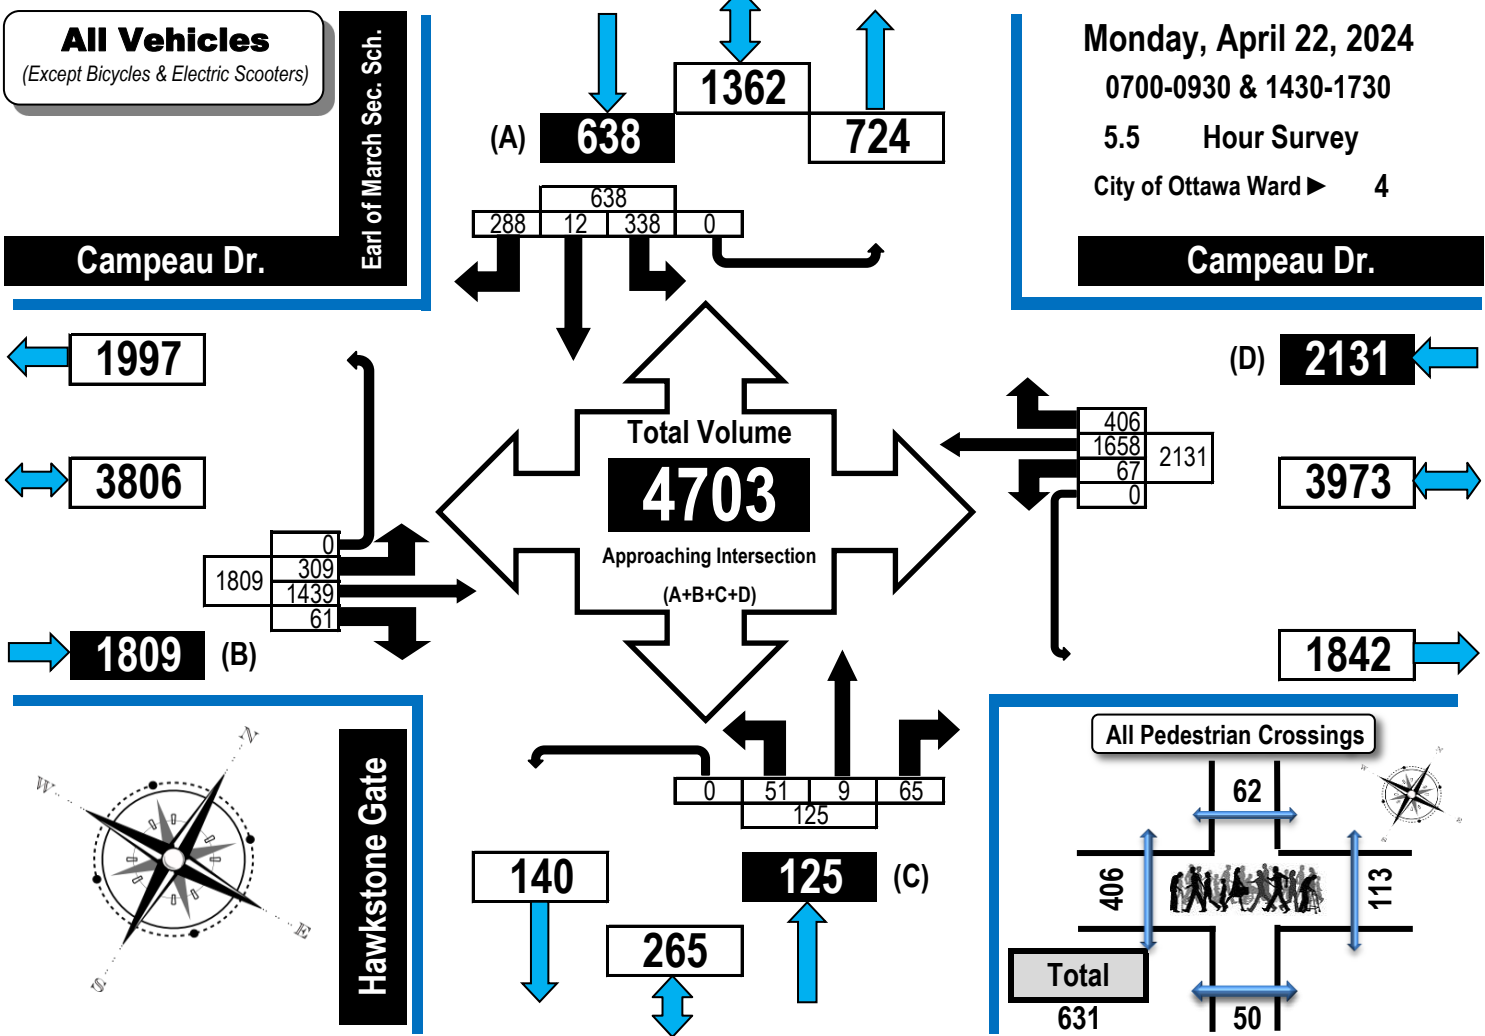 All Vehicles
(Except Bicycles & Electric Scooters)
Earl of March Sec. Sch.
Campeau Dr.
1362
(A) 638
724
638
288 12 338 0
Monday, April 22, 2024
0700-0930 & 1430-1730
5.5 Hour Survey
City of Ottawa Ward ► 4
Campeau Dr.
1997
3806
0
309
1439
61
1809
1809 (B)
Total Volume
4703
Approaching Intersection
(A+B+C+D)
(D) 2131
406
1658
67
0
2131
3973
1842
N
W
E
S
Hawkstone Gate
0 51 9 65
125
140
125 (C)
265
All Pedestrian Crossings
62
406
113
Total
631
50